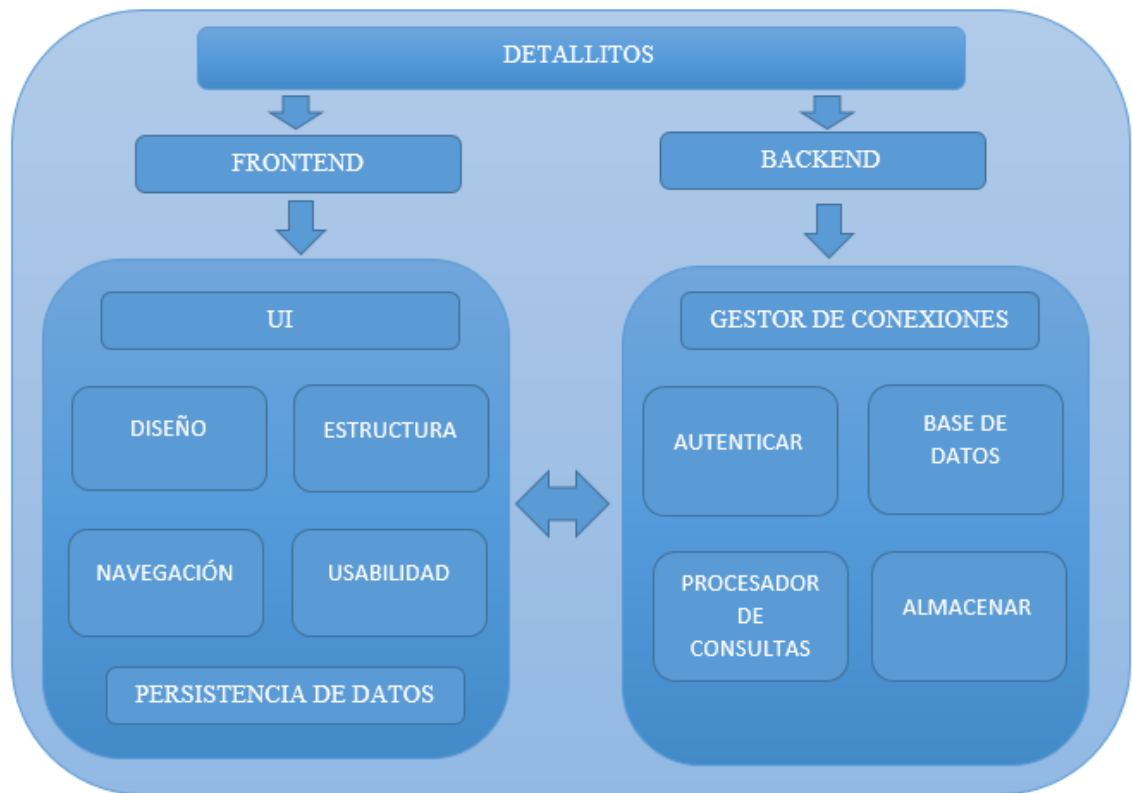 DETALLITOS
FRONTEND
BACKEND
UI
DISEÑO
ESTRUCTURA
NAVEGACIÓN
USABILIDAD
PERSISTENCIA DE DATOS
GESTOR DE CONEXIONES
AUTENTICAR
BASE DE
DATOS
PROCESADOR
DE
CONSULTAS
ALMACENAR